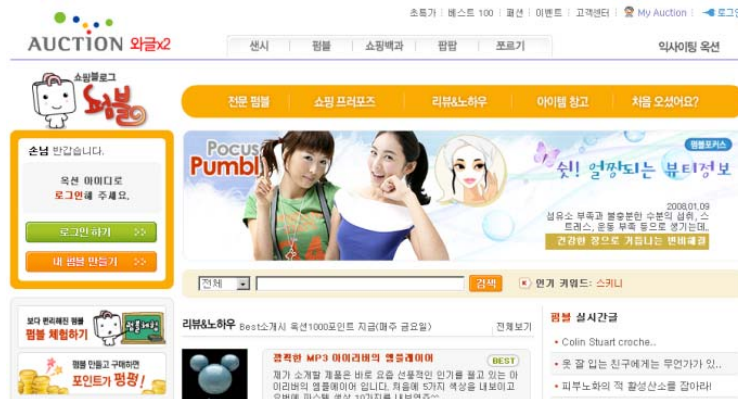 초특가 | 베스트 100 | 패션 | 이벤트 | 고객센터 | My Auction | 로그인
AUCTION 와글x2
샌시 | 펌블 | 쇼핑백과 | 팝팝 | 쪼르기
익사이팅 옥션
쇼핑블로그
펌블
전문 펌블 | 쇼핑 프러포즈 | 리뷰&노하우 | 아이템 창고 | 처음 오셨어요?
손님 반갑습니다.
옥션 아이디로
로그인해 주세요.
로그인 하기 >>
내 펌블 만들기 >>
Pocus
Pumbl
펌블포커스
쉿! 얼짱되는 뷰티정보
2008.01.09
섬유소 부족과 불충분한 수분의 섭취, 스
트레스, 운동 부족 등으로 생기는데..
건강한 장으로 거듭나는 변비해결
전체
검색
인기 키워드: 스키니
보다 편리해진 펌블
펌블 체험하기
펌블 만들고 구매하면
포인트가 펑펑!
리뷰&노하우 Best소개시 옥션1000포인트 지급(매주 금요일)
전체보기
깜찍한 MP3 아이리버의 엠플레이어
BEST
제가 소개할 제품은 바로 요즘 선풍적인 인기를 끌고 있는 아
이리버의 엠플레이어 입니다. 처음에 5가지 색상을 내보이고
펌블 실시간글
• Colin Stuart croche..
• 옷 잘 입는 친구에게는 무언가가 있..
• 피부노화의 적 활성산소를 잡아라!